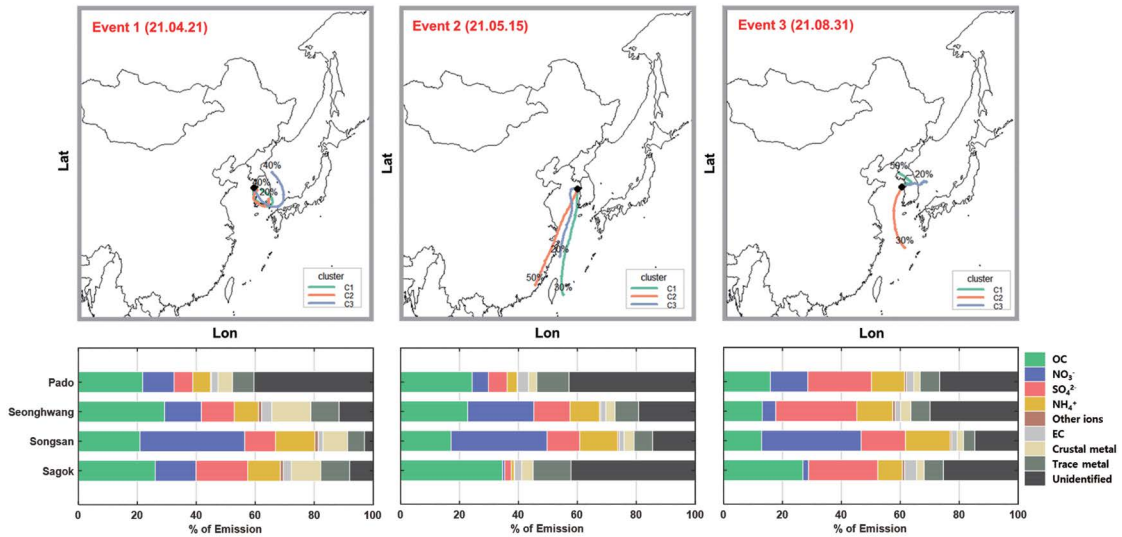 Event 1 (21.04.21)
Event 2 (21.05.15)
Event 3 (21.08.31)
Lat
40%
40%
20%
cluster
C1
C2
C3
Lon
Lat
20%
50%
30%
cluster
C1
C2
C3
Lon
Lat
50%
20%
30%
cluster
C1
C2
C3
Lon
Pado
Seonghwang
Songsan
Sagok
0 20 40 60 80 100
% of Emission
0 20 40 60 80 100
% of Emission
0 20 40 60 80 100
% of Emission
OC
NO₃⁻
SO₄²⁻
NH₄⁺
Other ions
EC
Crustal metal
Trace metal
Unidentified